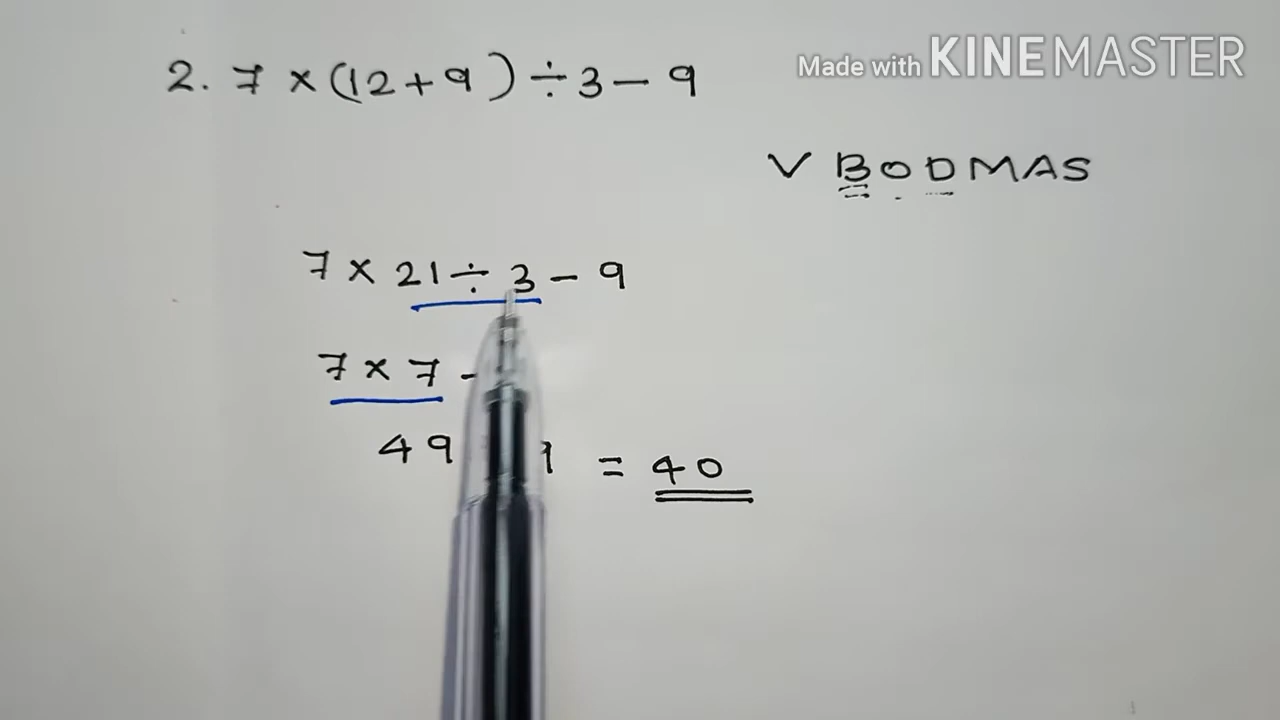 2. 7 × (12 + 9) ÷ 3 − 9
Made with KINEMASTER
V BODMAS
7 × 21 ÷ 3 − 9
7 × 7 -
49 = 40